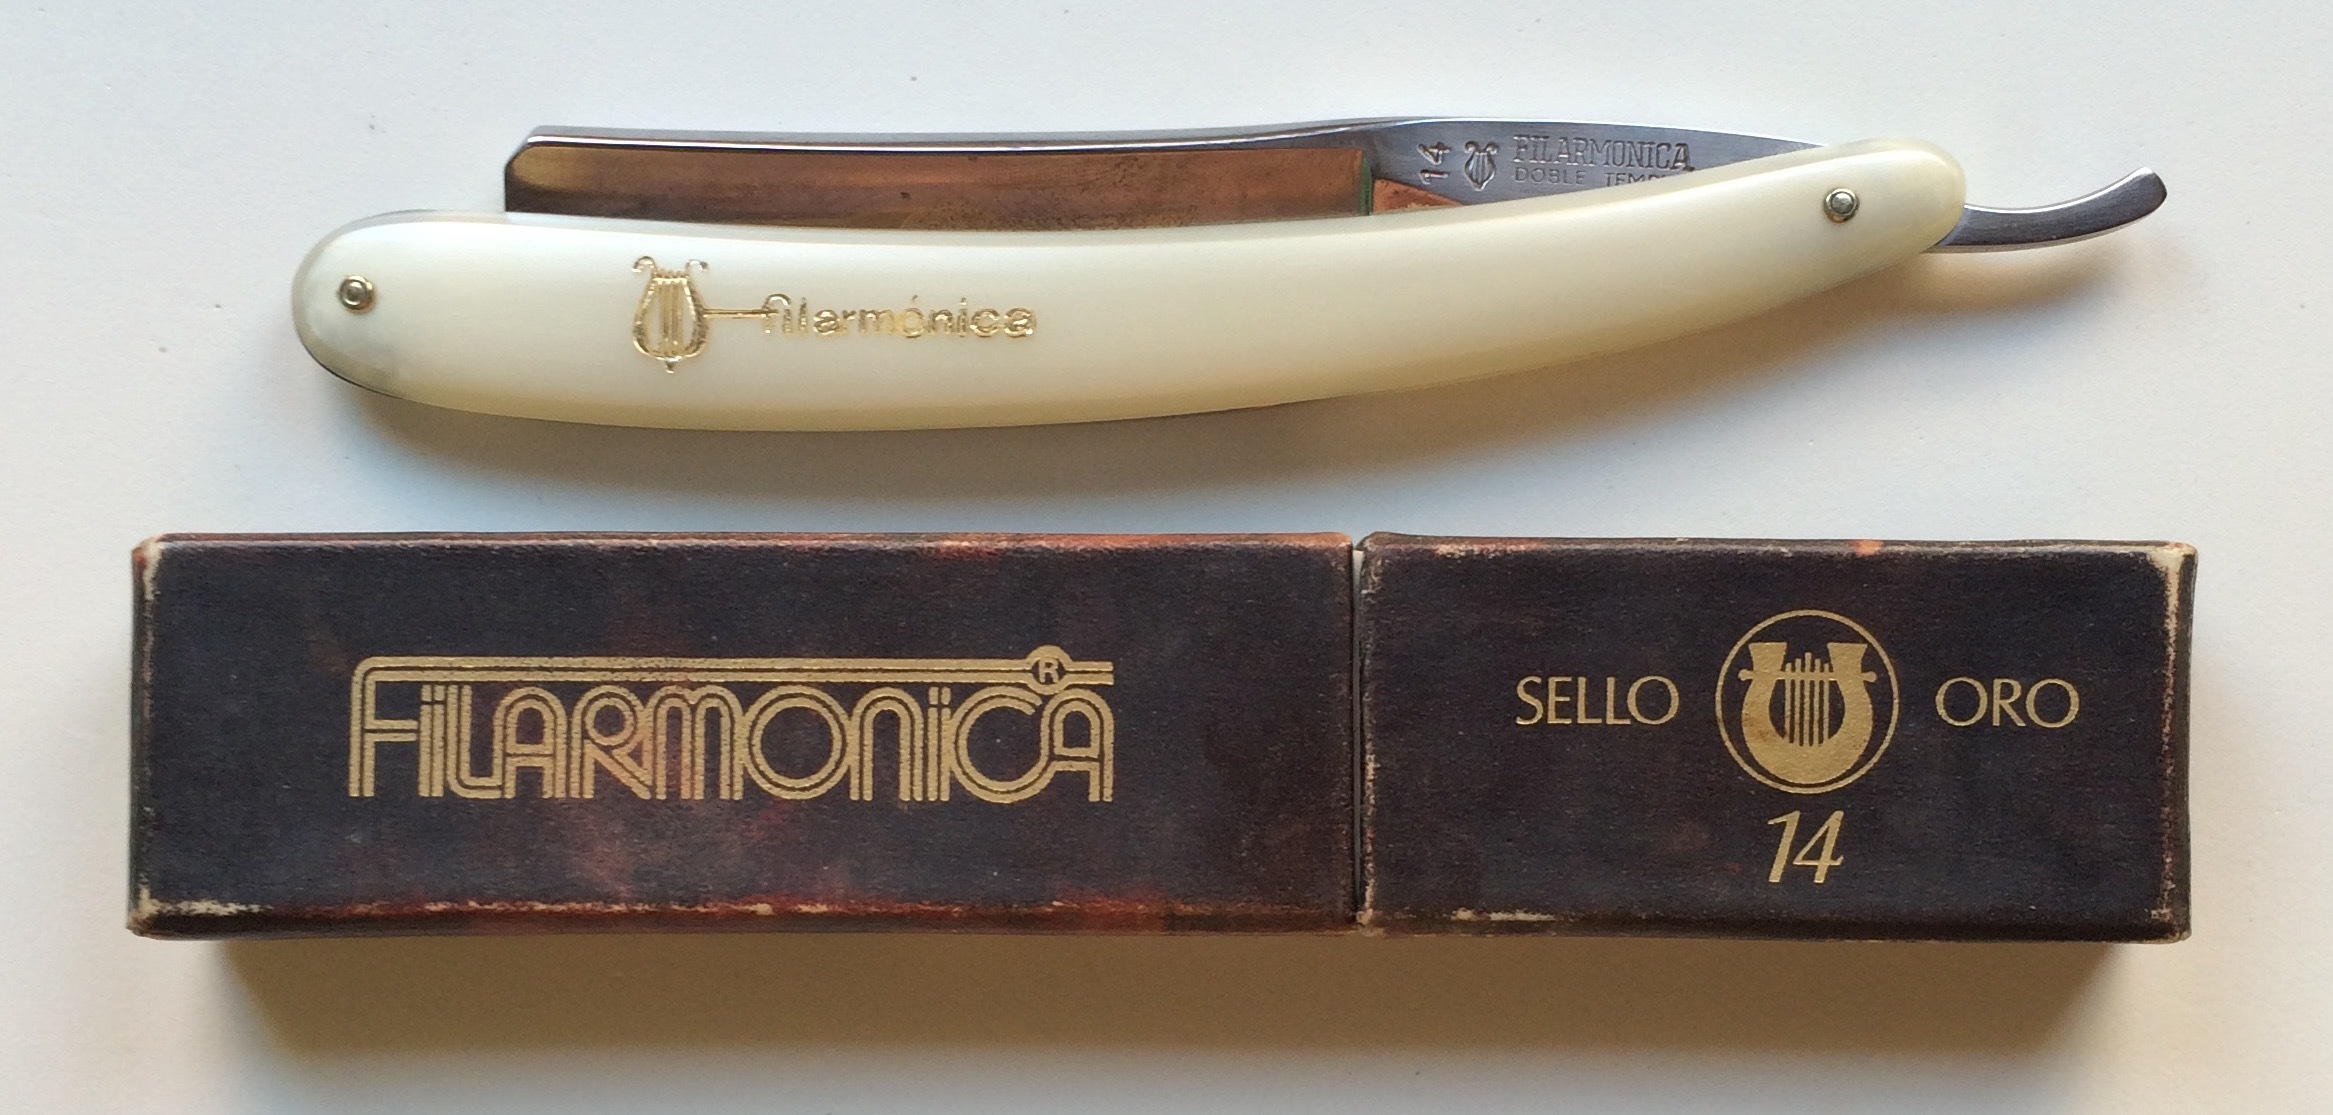 14 FILARMONICA
DOBLE
filarmónica
FILARMONICA ®
SELLO ORO
14